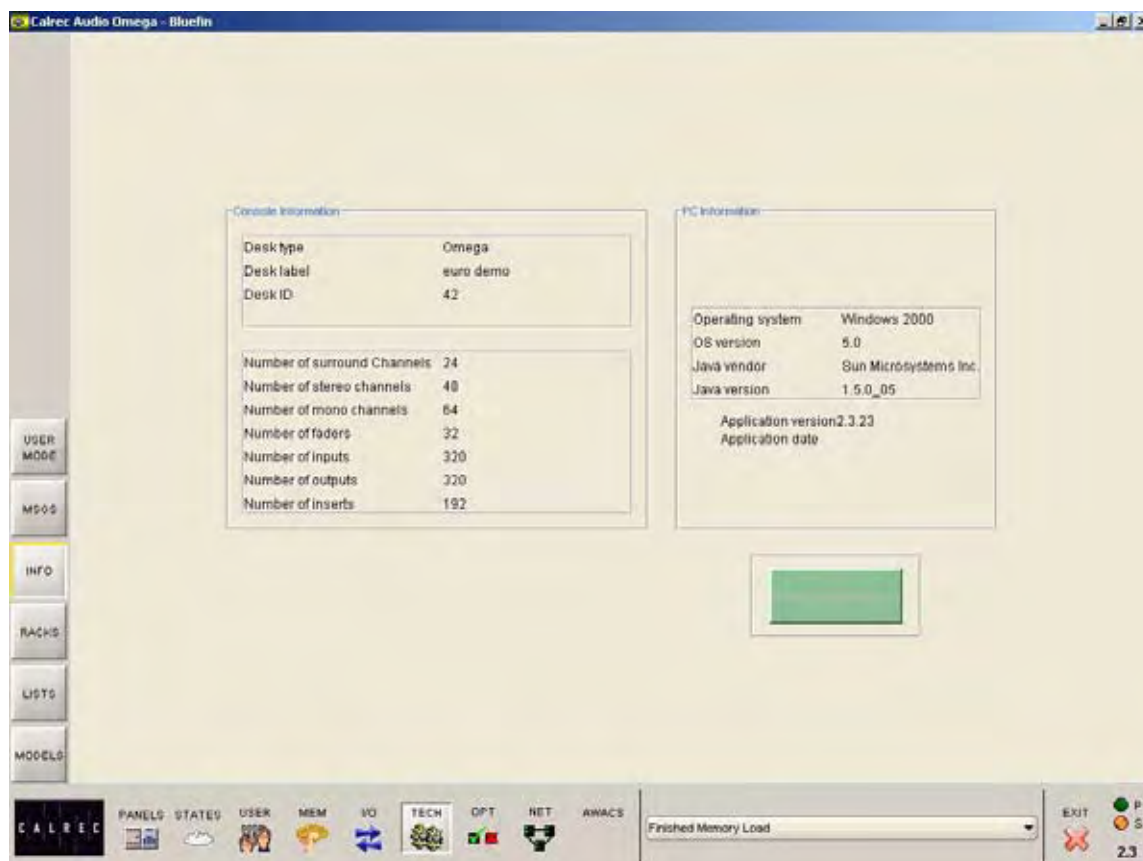 Calrec Audio Omega - Bluefin
Console Information
Desk type Omega
Desk label euro demo
Desk ID 42
Number of surround Channels 24
Number of stereo channels 48
Number of mono channels 64
Number of faders 32
Number of inputs 320
Number of outputs 320
Number of inserts 192
PC Information
Operating system Windows 2000
OS version 5.0
Java vendor Sun Microsystems Inc.
Java version 1.5.0_05
Application version2.3.23
Application date
USER
MODE
INFO
RACKS
LISTS
MODELS
CALREC
PANELS STATES USER MEM I/O TECH OPT NET AWACS
Finished Memory Load
EXIT
P
S
2.3